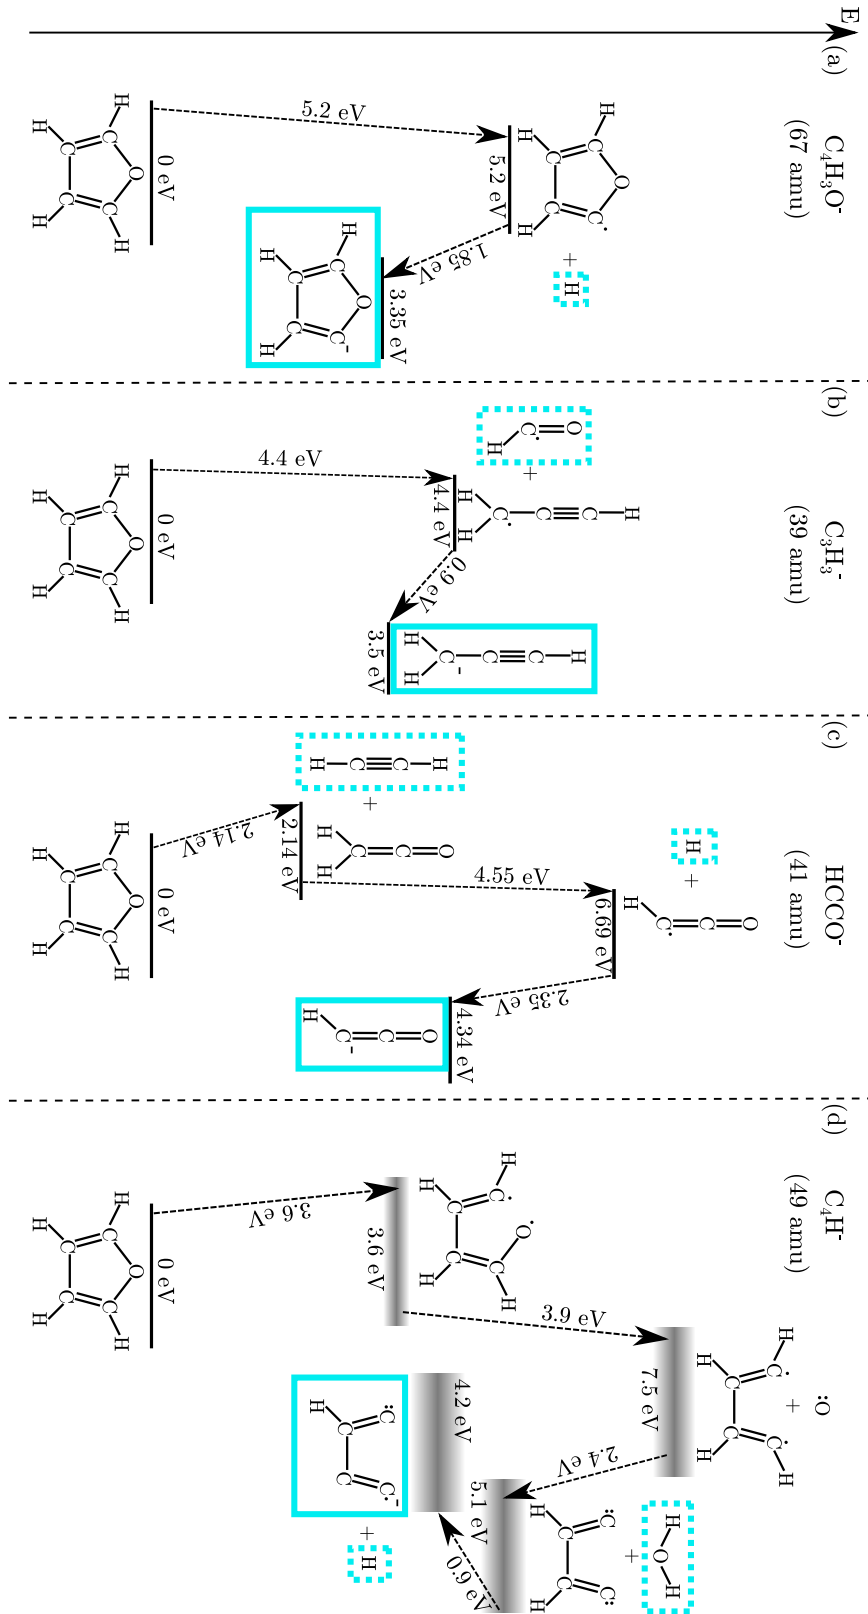 E
(a)
C₄H₃O⁻
(67 amu)
H
H
C
C
O
C
C·
H
5.2 eV
+ H
5.2 eV
1.85 eV
3.35 eV
H
H
C
C
O
C
C⁻
H
0 eV
H
H
C
C
O
C
C
H
H
(b)
C₃H₃⁻
(39 amu)
O
C·
H
+
H
C
C
C·
H
H
4.4 eV
4.4 eV
0.9 eV
H
C
C
C⁻
H
H
3.5 eV
0 eV
H
H
C
C
O
C
C
H
H
(c)
HCCO⁻
(41 amu)
H
+
O
C
C·
H
6.69 eV
4.55 eV
2.35 eV
H
C
C
H
+
O
C
C
H
H
2.14 eV
2.14 eV
4.34 eV
O
C
C⁻
H
0 eV
H
H
C
C
O
C
C
H
H
(d)
C₄H⁻
(49 amu)
:O
+
H
C·
H
C
C
H
C·
H
7.5 eV
3.9 eV
2.4 eV
H
O
H
+
C:
H
C
C
H
C:
5.1 eV
0.9 eV
H
C·
H
C
O·
C
C
H
H
3.6 eV
3.6 eV
4.2 eV
C:
H
C
C
C·⁻
+ H
0 eV
H
H
C
C
O
C
C
H
H